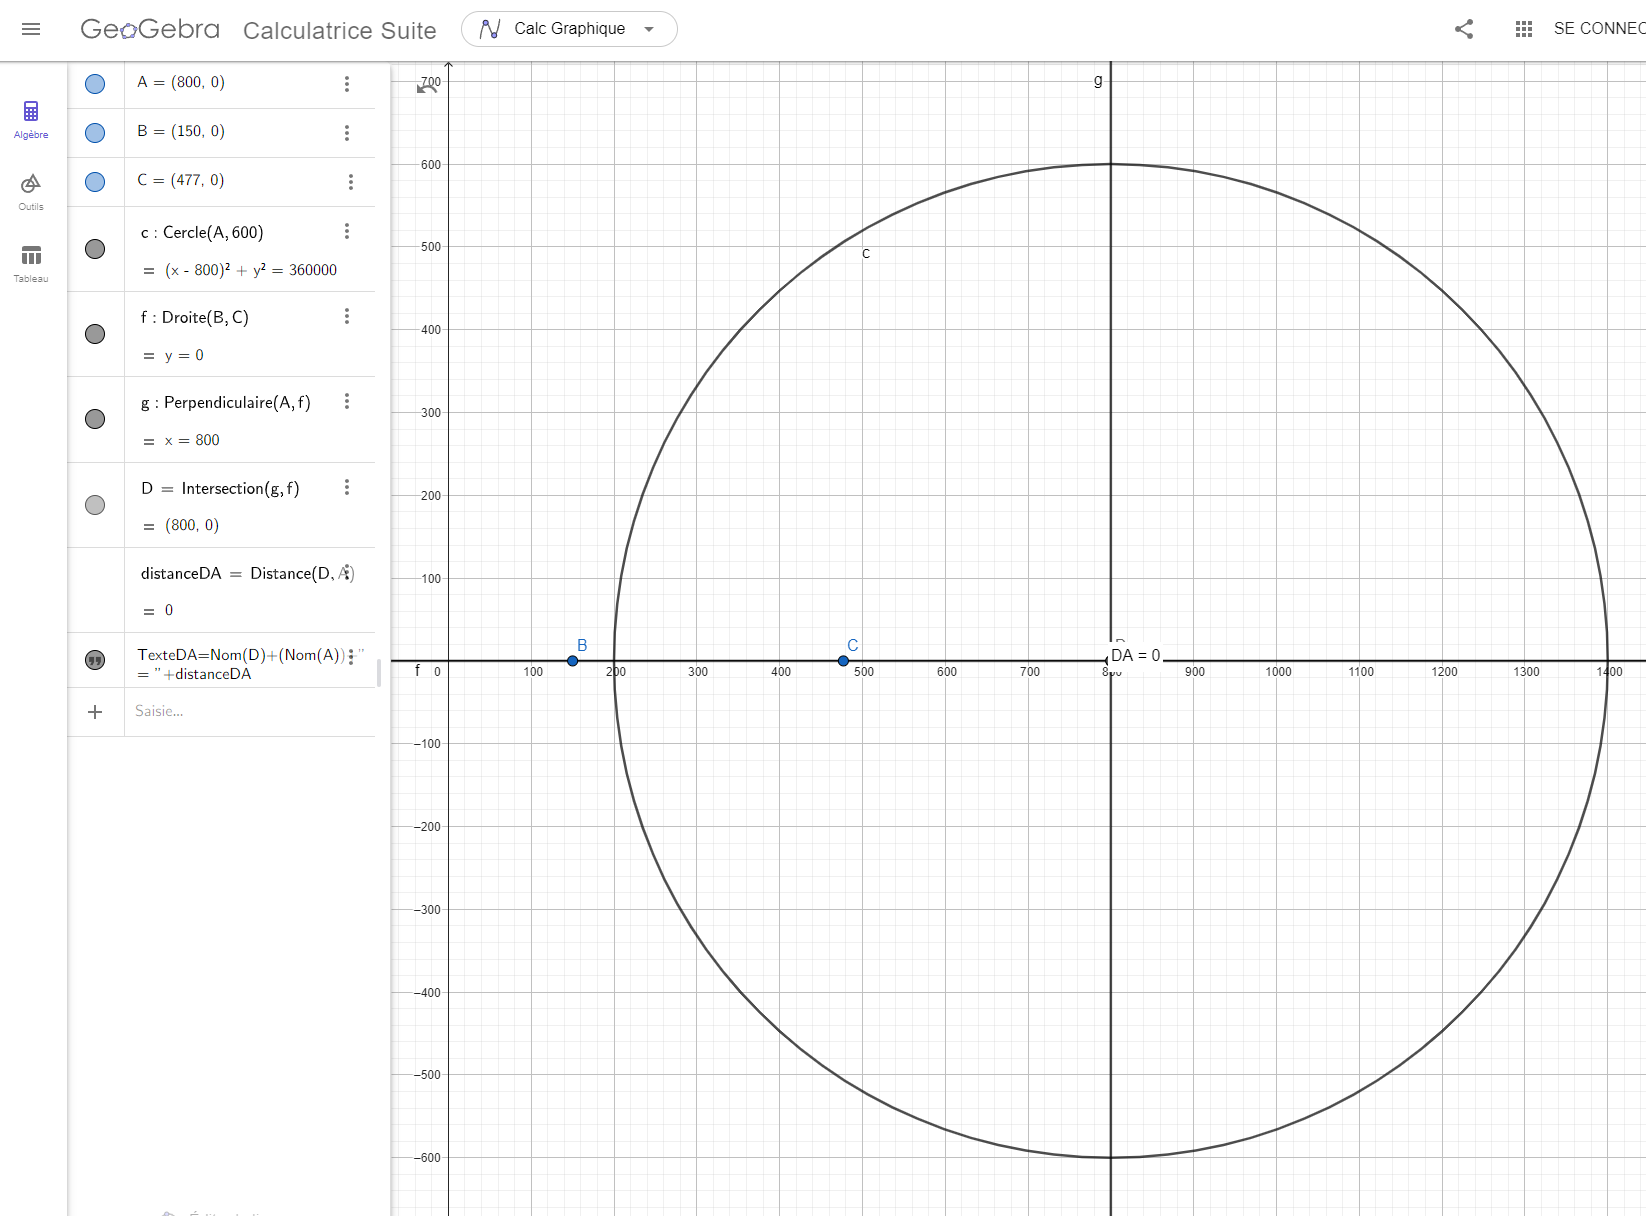 GeoGebra Calculatrice Suite Calc Graphique SE CONNEC
Algèbre
Outils
Tableau
A = (800, 0)
B = (150, 0)
C = (477, 0)
c : Cercle(A, 600)
= (x - 800)² + y² = 360000
f : Droite(B, C)
= y = 0
g : Perpendiculaire(A, f)
= x = 800
D = Intersection(g, f)
= (800, 0)
distanceDA = Distance(D, A)
= 0
TexteDA=Nom(D)+(Nom(A))+"
= "+distanceDA
Saisie...
g
c
B
C
DA = 0
f
700
600
500
400
300
200
100
0 100 200 300 400 500 600 700 800 900 1000 1100 1200 1300 1400
−100
−200
−300
−400
−500
−600